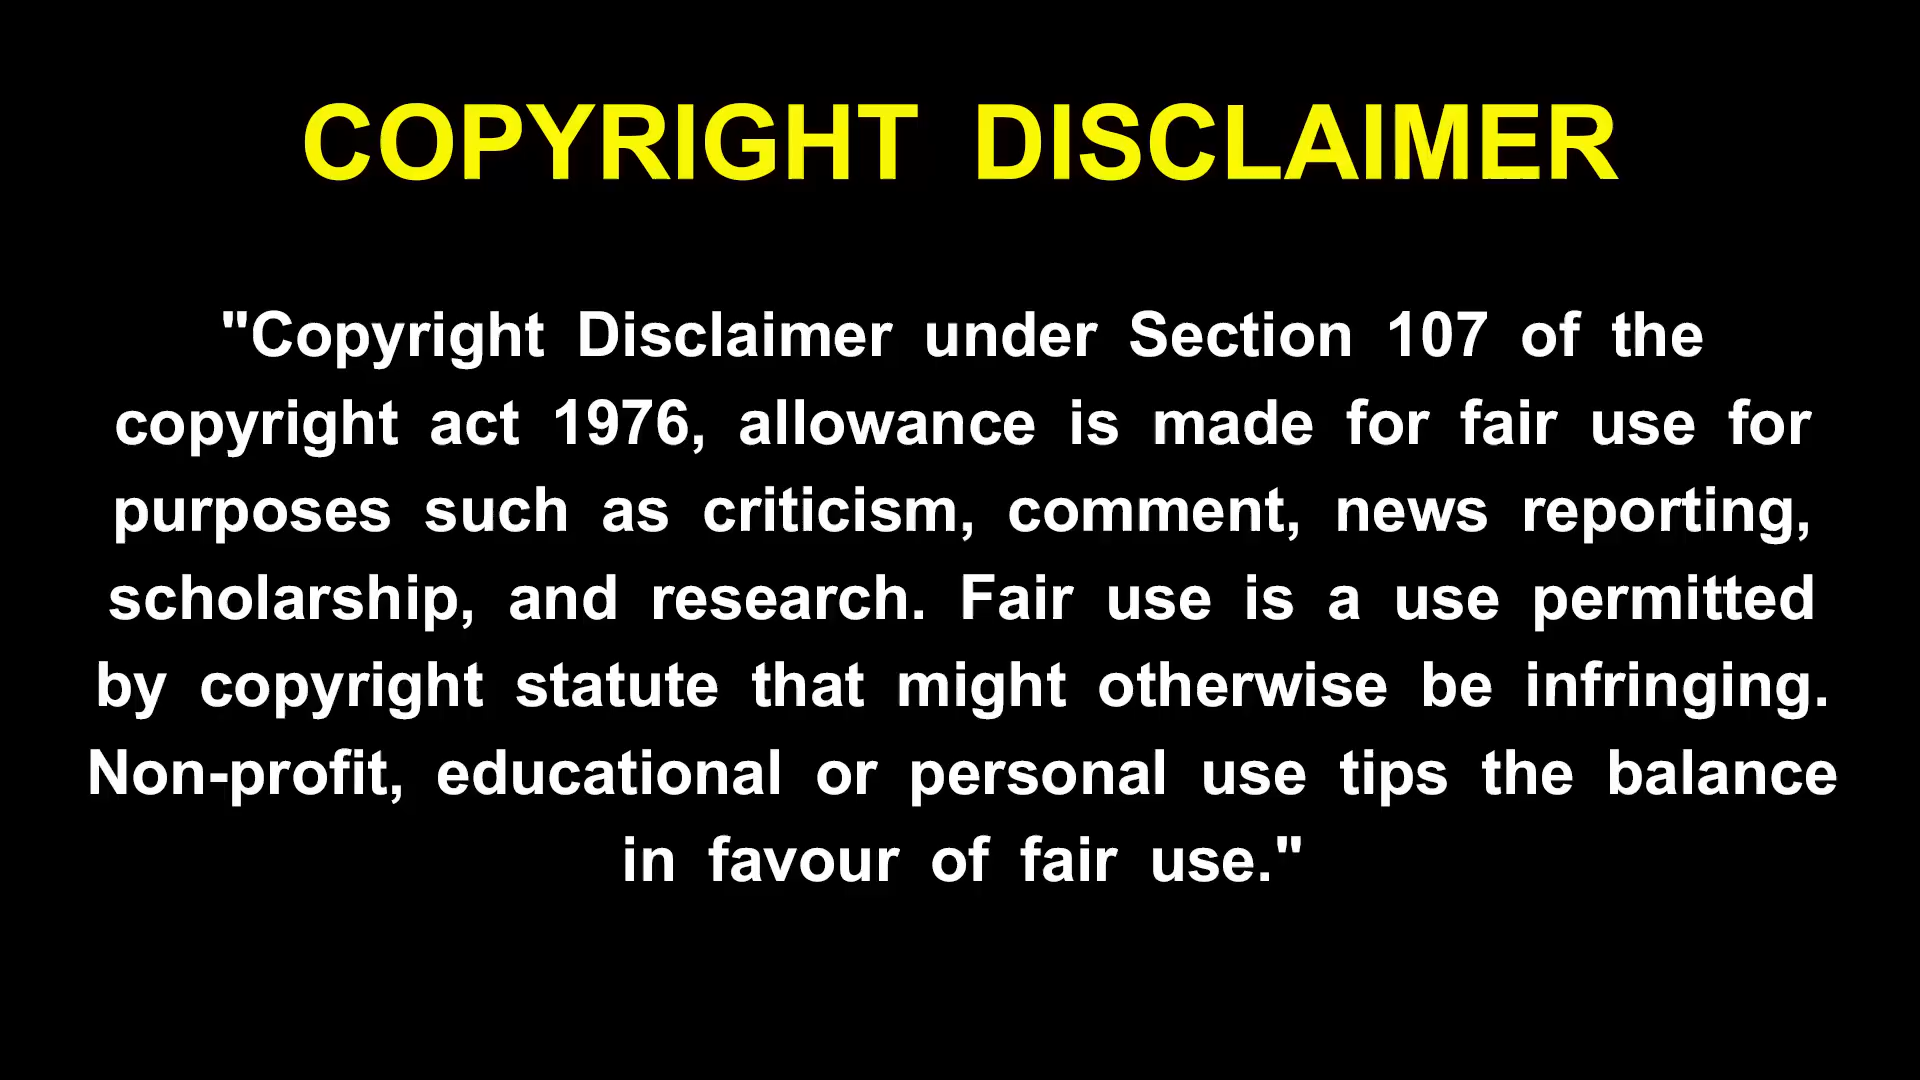 COPYRIGHT DISCLAIMER
"Copyright Disclaimer under Section 107 of the
copyright act 1976, allowance is made for fair use for
purposes such as criticism, comment, news reporting,
scholarship, and research. Fair use is a use permitted
by copyright statute that might otherwise be infringing.
Non-profit, educational or personal use tips the balance
in favour of fair use."